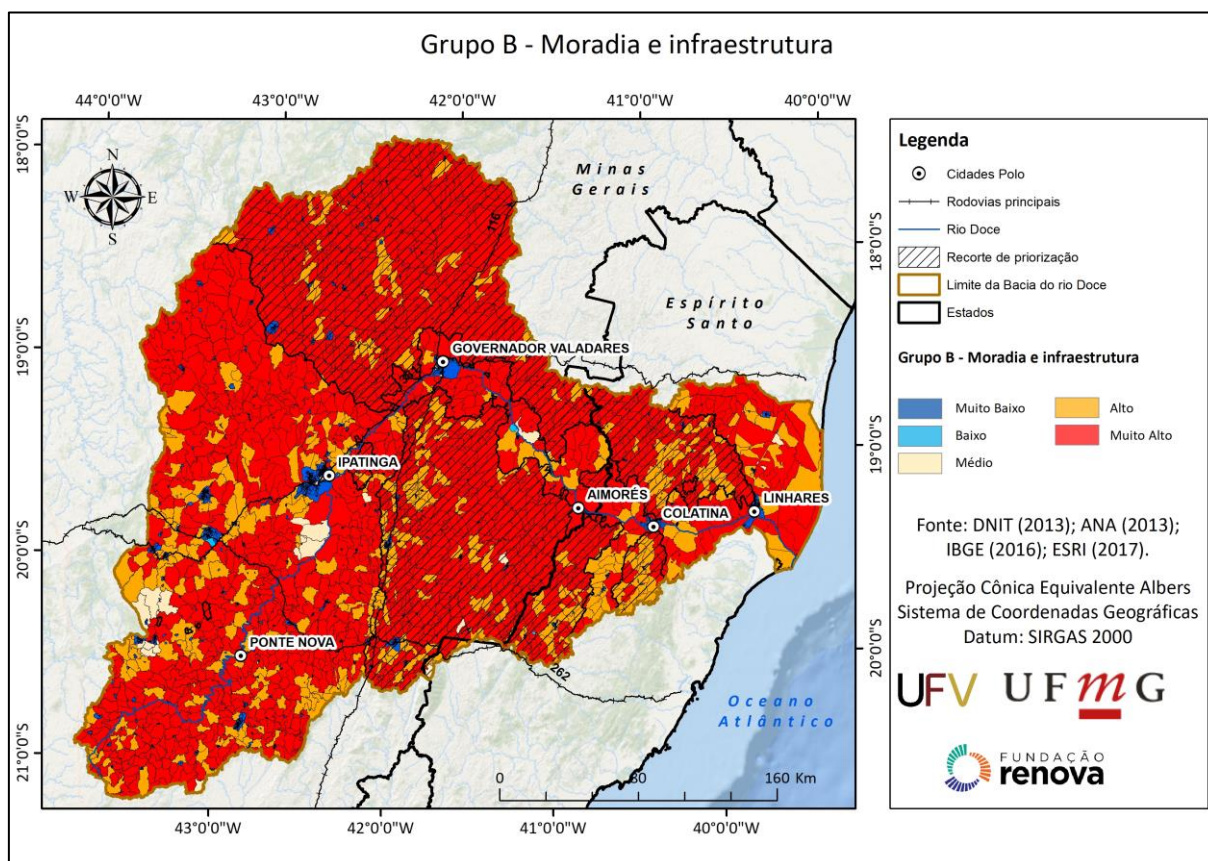 Grupo B - Moradia e infraestrutura
44°0'0"W
43°0'0"W
42°0'0"W
41°0'0"W
40°0'0"W
18°0'0"S
19°0'0"S
20°0'0"S
21°0'0"S
N
W
E
S
Minas
Gerais
116
Espírito
Santo
18°0'0"S
19°0'0"S
20°0'0"S
GOVERNADOR VALADARES
IPATINGA
AIMORÉS
COLATINA
LINHARES
PONTE NOVA
262
Oceano
Atlântico
0
80
160 Km
43°0'0"W
42°0'0"W
41°0'0"W
40°0'0"W
Legenda
Cidades Polo
Rodovias principais
Rio Doce
Recorte de priorização
Limite da Bacia do rio Doce
Estados
Grupo B - Moradia e infraestrutura
Muito Baixo
Alto
Baixo
Muito Alto
Médio
Fonte: DNIT (2013); ANA (2013);
IBGE (2016); ESRI (2017).
Projeção Cônica Equivalente Albers
Sistema de Coordenadas Geográficas
Datum: SIRGAS 2000
UFV
UFMG
FUNDAÇÃO
renova